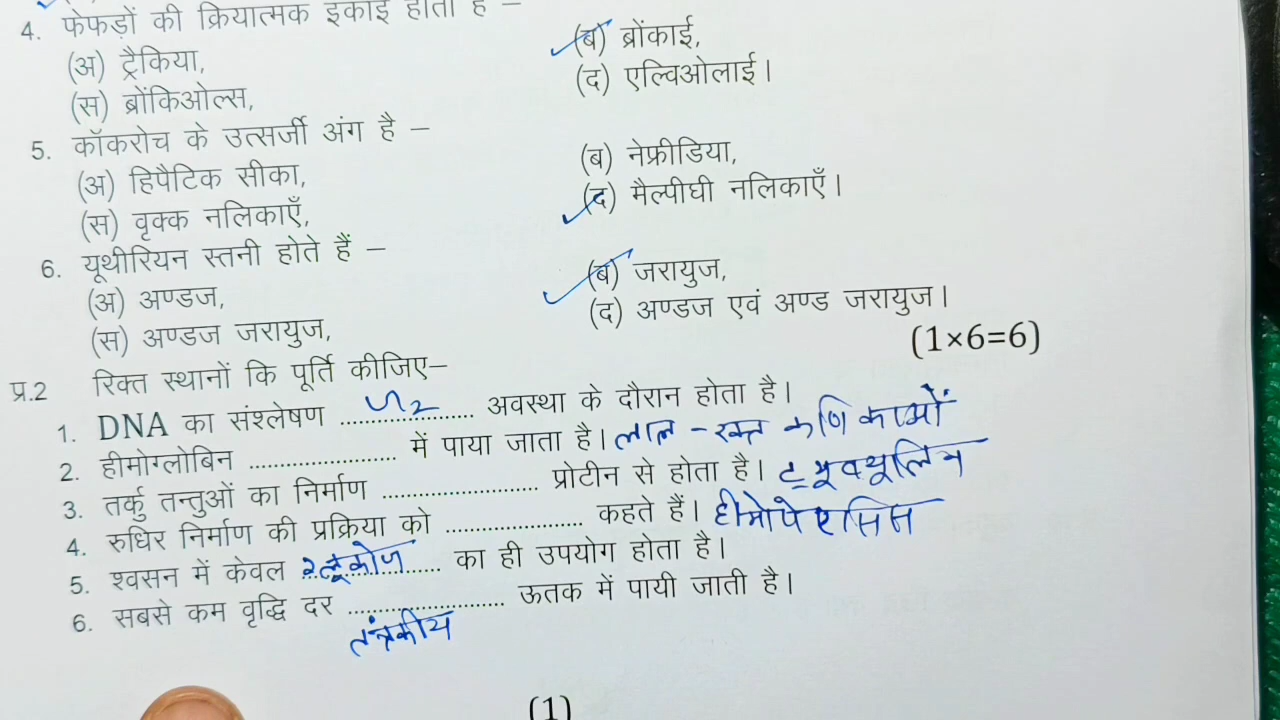 4. फेफड़ों की क्रियात्मक इकाई होती है –
(अ) ट्रैकिया, (ब) ब्रोंकाई,
(स) ब्रोंकिओल्स, (द) एल्विओलाई।
5. कॉकरोच के उत्सर्जी अंग है –
(अ) हिपैटिक सीका, (ब) नेफ्रीडिया,
(स) वृक्क नलिकाएँ, (द) मैल्पीघी नलिकाएँ।
6. यूथीरियन स्तनी होते हैं –
(अ) अण्डज, (ब) जरायुज,
(स) अण्डज जरायुज, (द) अण्डज एवं अण्ड जरायुज।
(1×6=6)
प्र.2 रिक्त स्थानों कि पूर्ति कीजिए–
1. DNA का संश्लेषण ...................... अवस्था के दौरान होता है।
2. हीमोग्लोबिन ........................ में पाया जाता है। लाल - रक्त कणिकाओं
3. तर्कु तन्तुओं का निर्माण .......................... प्रोटीन से होता है। ट्यूवयूलिन
4. रुधिर निर्माण की प्रक्रिया को ....................... कहते हैं। हीमोपोएसिस
5. श्वसन में केवल ग्लूकोज का ही उपयोग होता है।
6. सबसे कम वृद्धि दर .......................... ऊतक में पायी जाती है।
तंत्रकीय
(1)